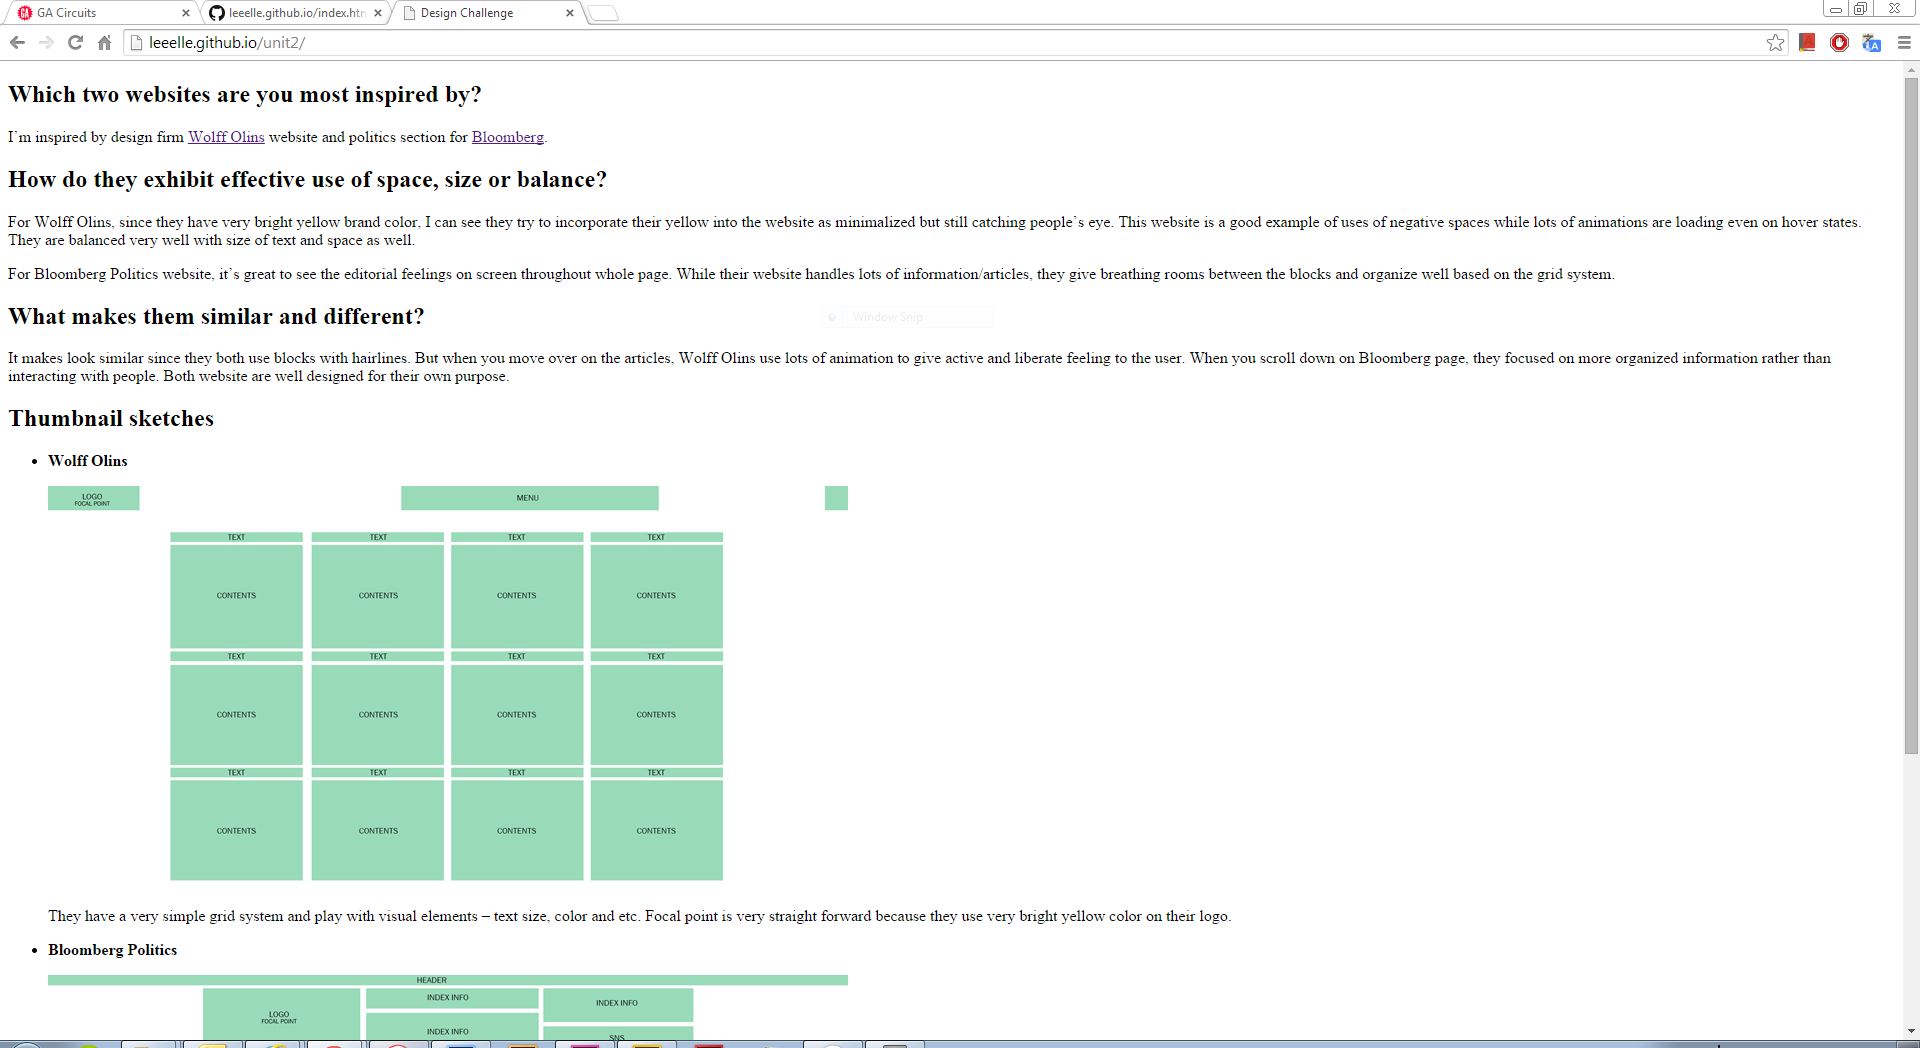 GA Circuits
leeelle.github.io/index.htm
Design Challenge
leeelle.github.io/unit2/
Which two websites are you most inspired by?
I’m inspired by design firm Wolff Olins website and politics section for Bloomberg.
How do they exhibit effective use of space, size or balance?
For Wolff Olins, since they have very bright yellow brand color, I can see they try to incorporate their yellow into the website as minimalized but still catching people’s eye. This website is a good example of uses of negative spaces while lots of animations are loading even on hover states.
They are balanced very well with size of text and space as well.
For Bloomberg Politics website, it’s great to see the editorial feelings on screen throughout whole page. While their website handles lots of information/articles, they give breathing rooms between the blocks and organize well based on the grid system.
What makes them similar and different?
Window Snip
It makes look similar since they both use blocks with hairlines. But when you move over on the articles, Wolff Olins use lots of animation to give active and liberate feeling to the user. When you scroll down on Bloomberg page, they focused on more organized information rather than
interacting with people. Both website are well designed for their own purpose.
Thumbnail sketches
• Wolff Olins
LOGO
FOCAL POINT
MENU
TEXT TEXT TEXT TEXT
CONTENTS CONTENTS CONTENTS CONTENTS
TEXT TEXT TEXT TEXT
CONTENTS CONTENTS CONTENTS CONTENTS
TEXT TEXT TEXT TEXT
CONTENTS CONTENTS CONTENTS CONTENTS
They have a very simple grid system and play with visual elements – text size, color and etc. Focal point is very straight forward because they use very bright yellow color on their logo.
• Bloomberg Politics
HEADER
LOGO
FOCAL POINT
INDEX INFO
INDEX INFO
INDEX INFO
SNS